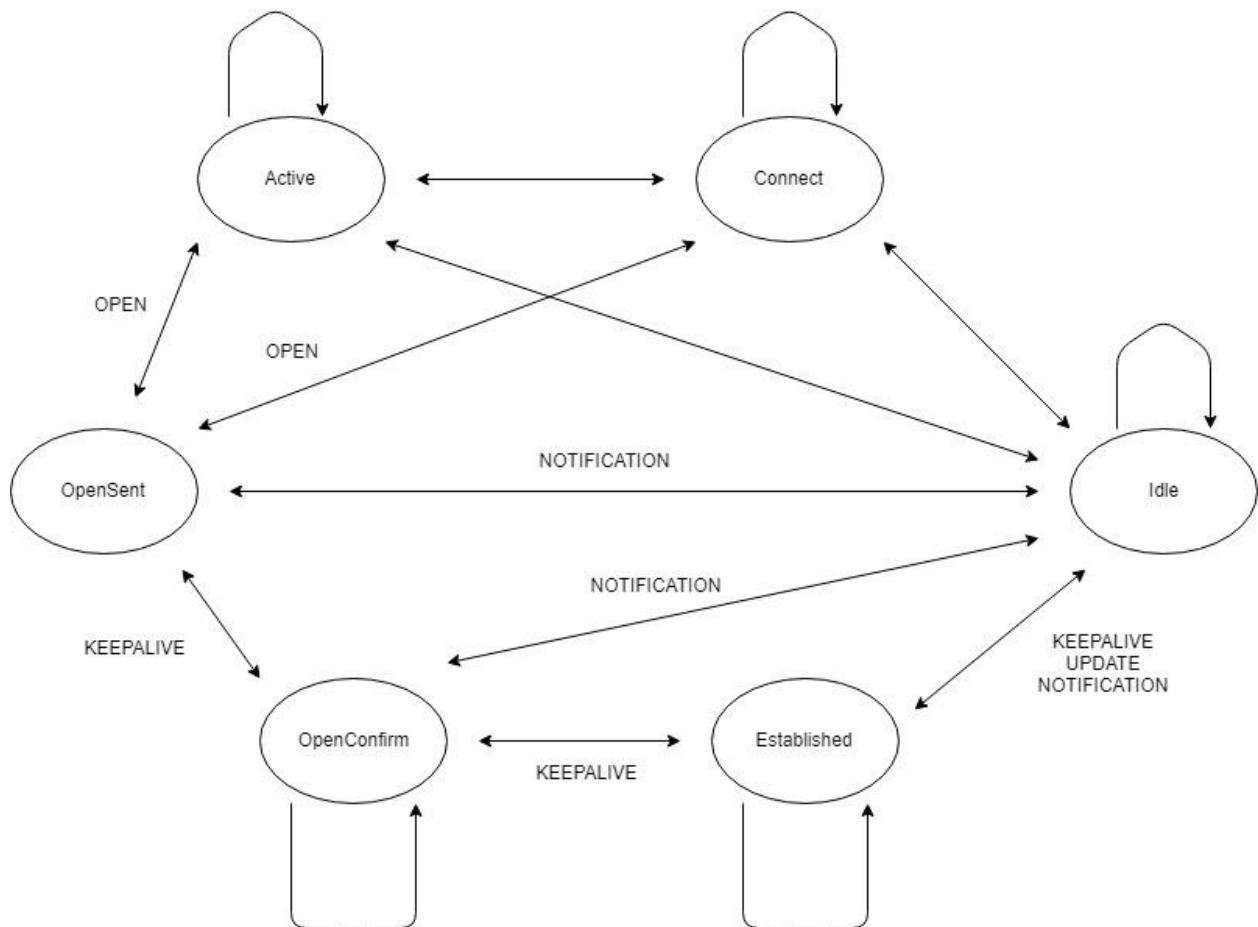 Active
Connect
OPEN
OPEN
NOTIFICATION
OpenSent
Idle
NOTIFICATION
KEEPALIVE
KEEPALIVE
UPDATE
NOTIFICATION
OpenConfirm
Established
KEEPALIVE